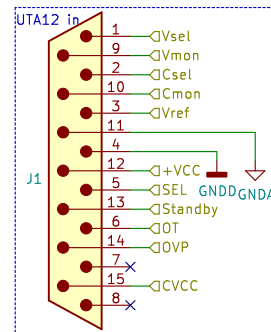 UTA12 in
1 Vsel
9 Vmon
2 Csel
10 Cmon
3 Vref
11
4
12 +VCC
J1 5 SEL GNDD GNDA
13 Standby
6 OT
14 OVP
7
15 CVCC
8